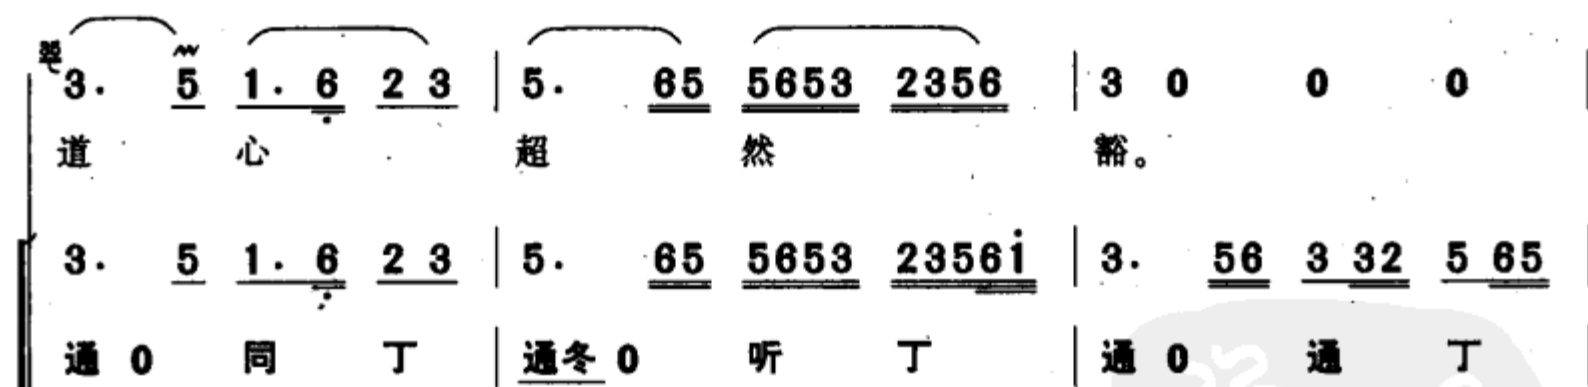 3. 5 1. 6 2 3 | 5. 65 5653 2356 | 3 0 0 0
道 心 超 然 豁。
3. 5 1. 6 2 3 | 5. 65 5653 23561 | 3. 56 3 32 5 65
通 0 同 丁 | 通冬 0 听 丁 | 通 0 通 丁